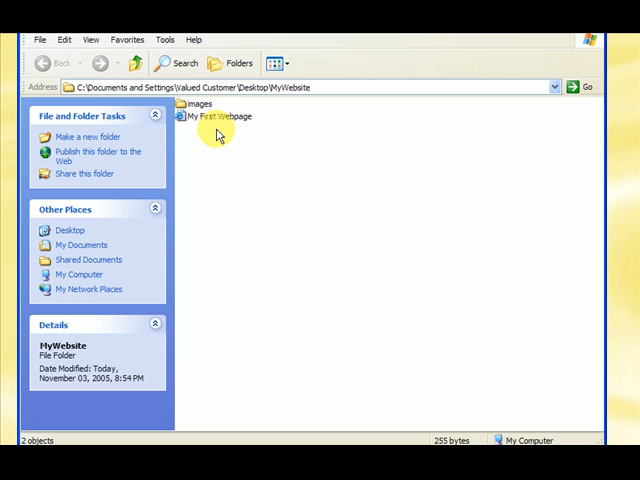 File Edit View Favorites Tools Help
Back Search Folders
Address C:\Documents and Settings\Valued Customer\Desktop\MyWebsite Go
File and Folder Tasks
Make a new folder
Publish this folder to the
Web
Share this folder
Other Places
Desktop
My Documents
Shared Documents
My Computer
My Network Places
Details
MyWebsite
File Folder
Date Modified: Today,
November 03, 2005, 8:54 PM
images
My First Webpage
2 objects 255 bytes My Computer